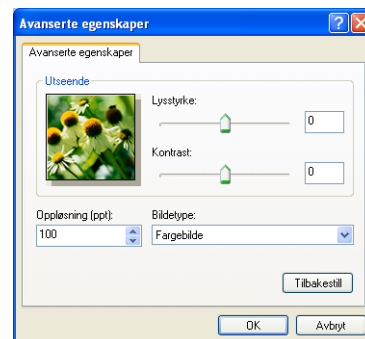 Avanserte egenskaper
Avanserte egenskaper
Utseende
Lysstyrke:
0
Kontrast:
0
Oppløsning (ppt): Bildetype:
100 Fargebilde
Tilbakestill
OK Avbryt